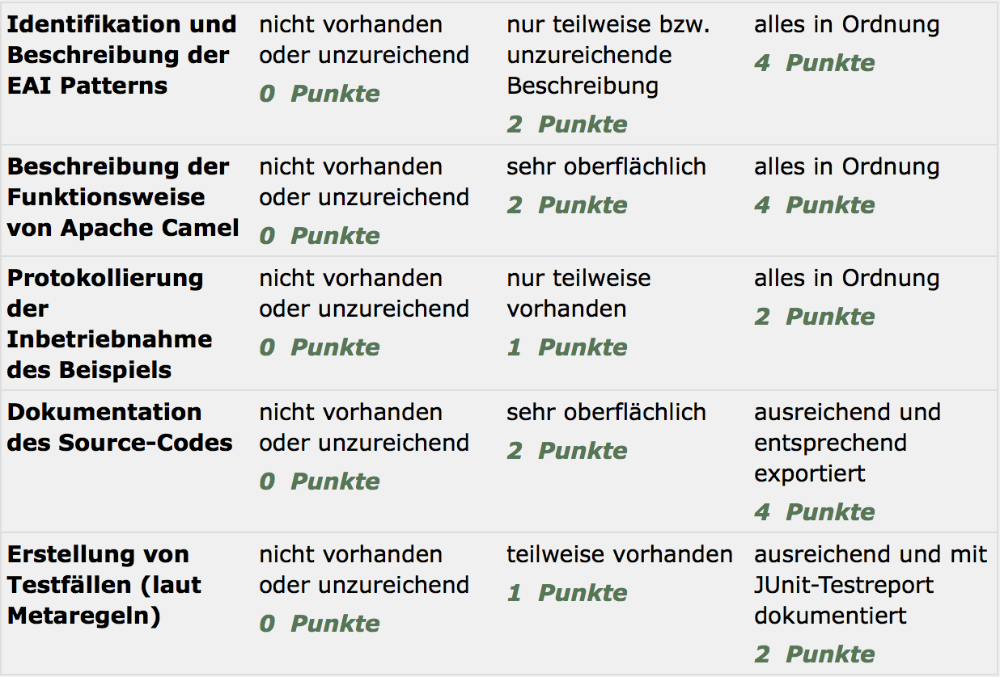 Identifikation und
Beschreibung der
EAI Patterns
nicht vorhanden
oder unzureichend
0 Punkte
nur teilweise bzw.
unzureichende
Beschreibung
2 Punkte
alles in Ordnung
4 Punkte
Beschreibung der
Funktionsweise
von Apache Camel
nicht vorhanden
oder unzureichend
0 Punkte
sehr oberflächlich
2 Punkte
alles in Ordnung
4 Punkte
Protokollierung
der
Inbetriebnahme
des Beispiels
nicht vorhanden
oder unzureichend
0 Punkte
nur teilweise
vorhanden
1 Punkte
alles in Ordnung
2 Punkte
Dokumentation
des Source-Codes
nicht vorhanden
oder unzureichend
0 Punkte
sehr oberflächlich
2 Punkte
ausreichend und
entsprechend
exportiert
4 Punkte
Erstellung von
Testfällen (laut
Metaregeln)
nicht vorhanden
oder unzureichend
0 Punkte
teilweise vorhanden
1 Punkte
ausreichend und mit
JUnit-Testreport
dokumentiert
2 Punkte